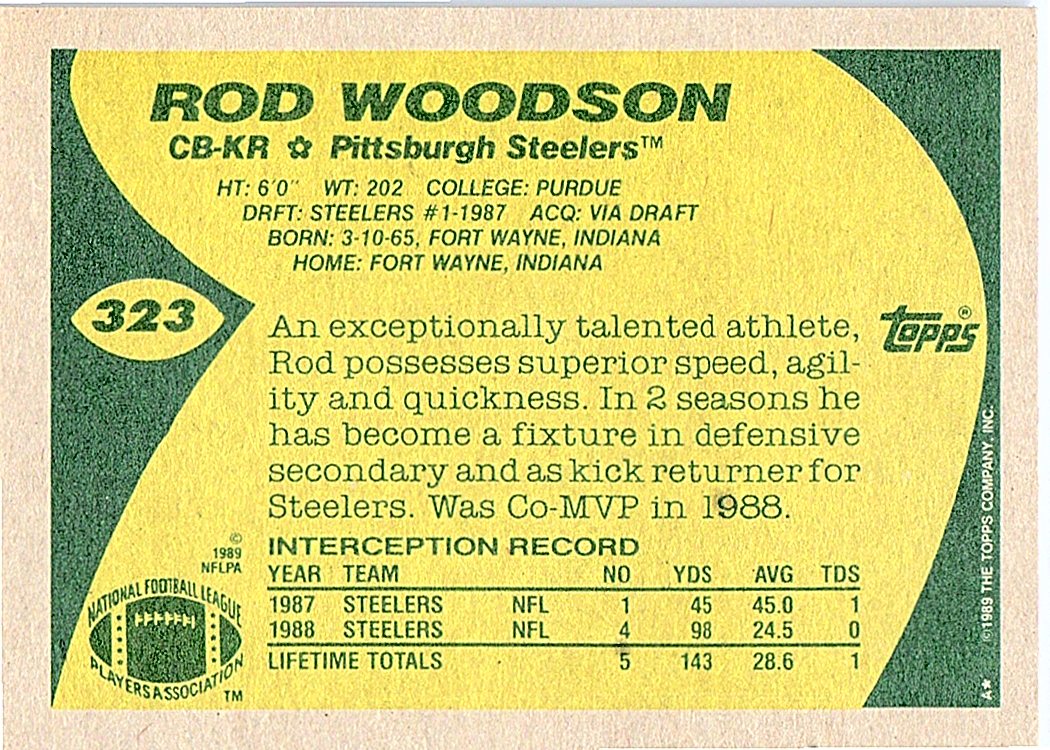 ROD WOODSON
CB-KR ✿ Pittsburgh Steelers™
HT: 6'0" WT: 202 COLLEGE: PURDUE
DRFT: STEELERS #1-1987 ACQ: VIA DRAFT
BORN: 3-10-65, FORT WAYNE, INDIANA
HOME: FORT WAYNE, INDIANA
323
topps®
An exceptionally talented athlete,
Rod possesses superior speed, agil-
ity and quickness. In 2 seasons he
has become a fixture in defensive
secondary and as kick returner for
Steelers. Was Co-MVP in 1988.
INTERCEPTION RECORD
YEAR TEAM NO YDS AVG TDS
1987 STEELERS NFL 1 45 45.0 1
1988 STEELERS NFL 4 98 24.5 0
LIFETIME TOTALS 5 143 28.6 1
©
1989
NFLPA
NATIONAL FOOTBALL LEAGUE
PLAYERS ASSOCIATION
TM
©1989 THE TOPPS COMPANY, INC.
A★